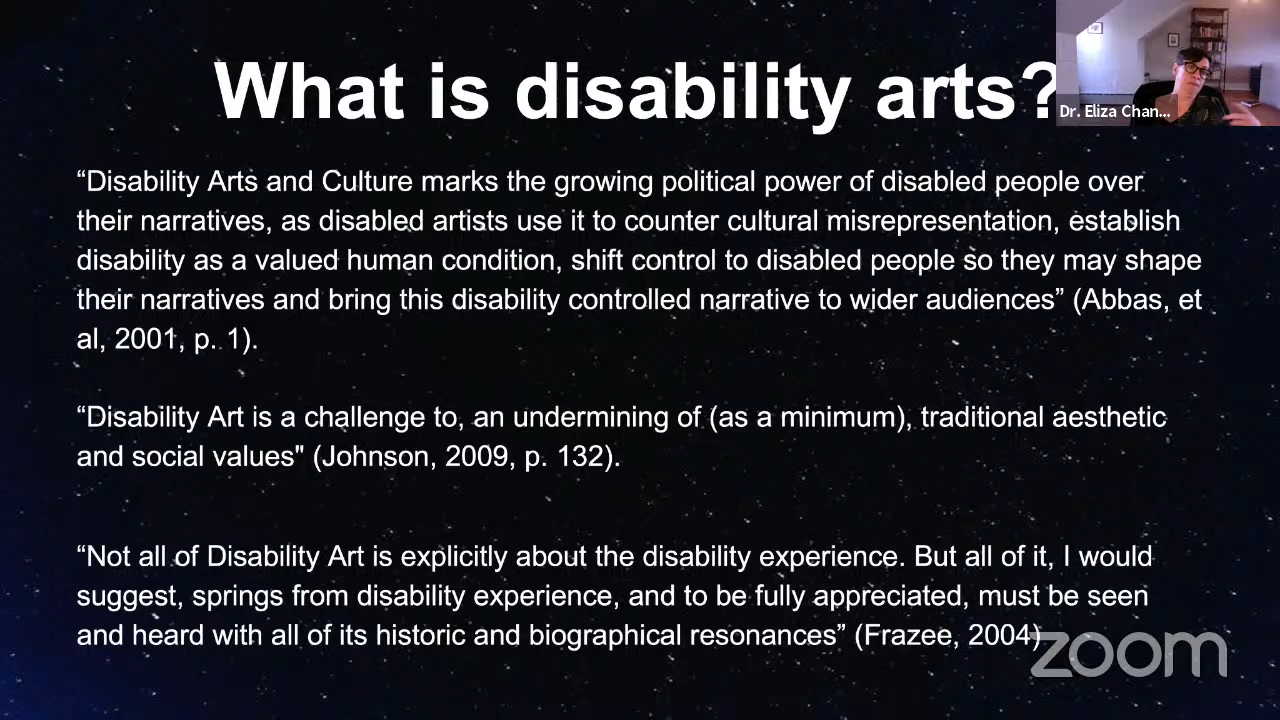 What is disability arts?
Dr. Eliza Chan...
“Disability Arts and Culture marks the growing political power of disabled people over
their narratives, as disabled artists use it to counter cultural misrepresentation, establish
disability as a valued human condition, shift control to disabled people so they may shape
their narratives and bring this disability controlled narrative to wider audiences” (Abbas, et
al, 2001, p. 1).
“Disability Art is a challenge to, an undermining of (as a minimum), traditional aesthetic
and social values" (Johnson, 2009, p. 132).
“Not all of Disability Art is explicitly about the disability experience. But all of it, I would
suggest, springs from disability experience, and to be fully appreciated, must be seen
and heard with all of its historic and biographical resonances” (Frazee, 2004)
zoom